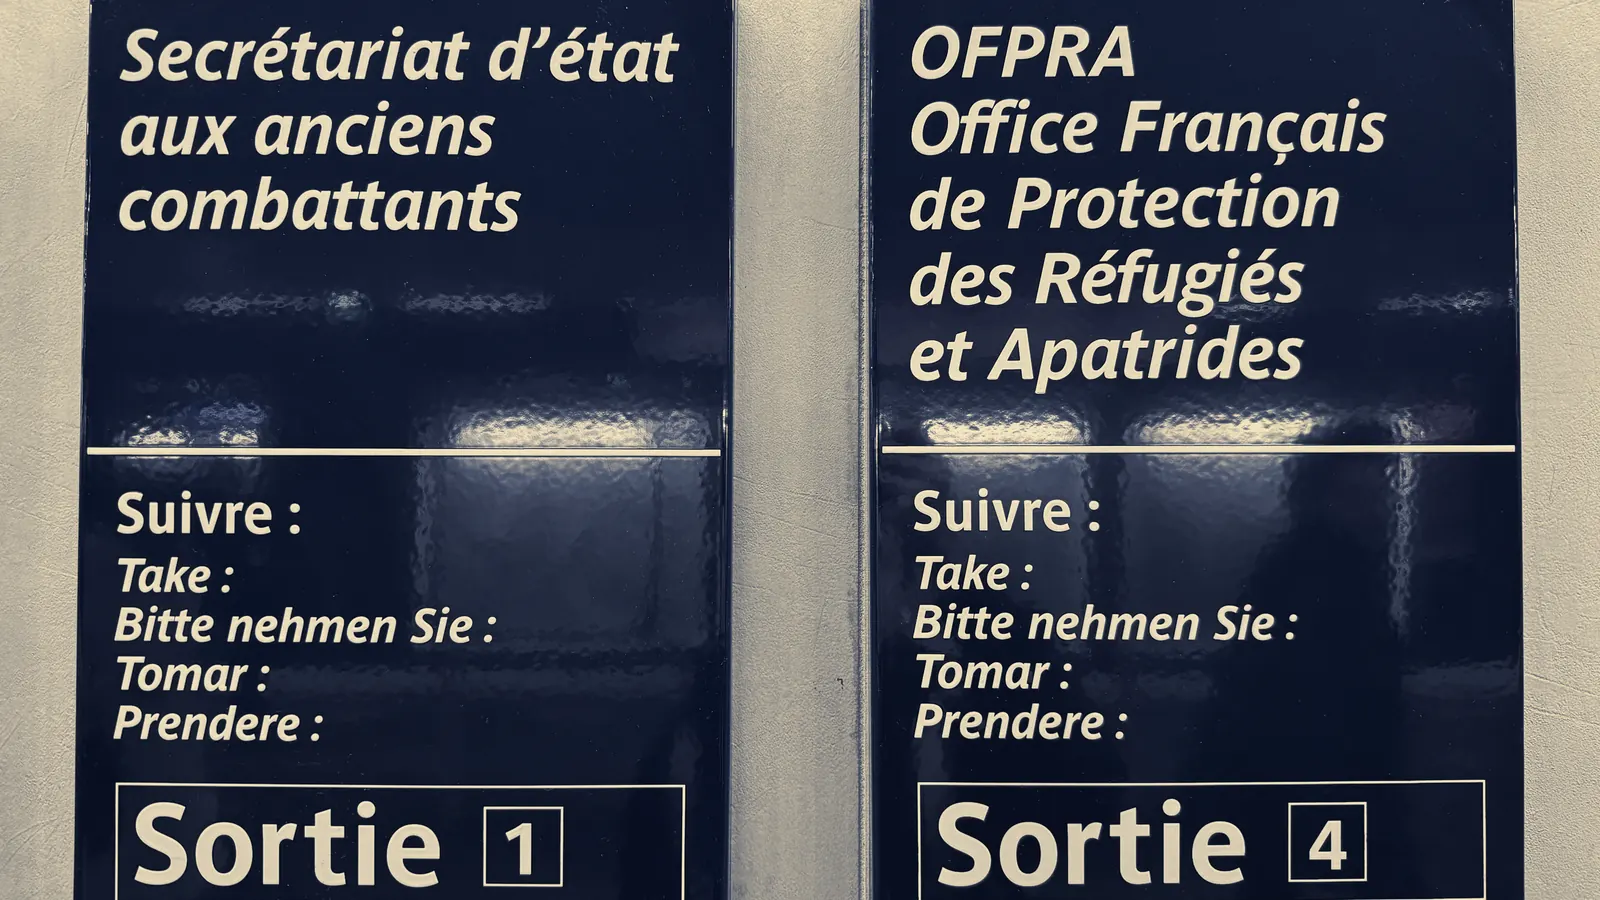 Secrétariat d'état
aux anciens
combattants
Suivre :
Take :
Bitte nehmen Sie :
Tomar :
Prendere :
Sortie 1
OFPRA
Office Français
de Protection
des Réfugiés
et Apatrides
Suivre :
Take :
Bitte nehmen Sie :
Tomar :
Prendere :
Sortie 4